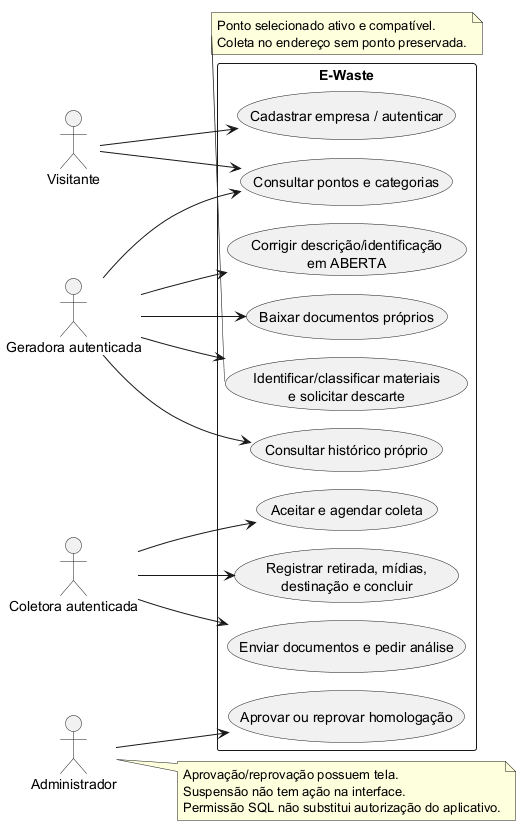 Ponto selecionado ativo e compatível.
Coleta no endereço sem ponto preservada.
E-Waste
Cadastrar empresa / autenticar
Visitante
Consultar pontos e categorias
Corrigir descrição/identificação
em ABERTA
Baixar documentos próprios
Geradora autenticada
Identificar/classificar materiais
e solicitar descarte
Consultar histórico próprio
Aceitar e agendar coleta
Registrar retirada, mídias,
destinação e concluir
Coletora autenticada
Enviar documentos e pedir análise
Aprovar ou reprovar homologação
Administrador
Aprovação/reprovação possuem tela.
Suspensão não tem ação na interface.
Permissão SQL não substitui autorização do aplicativo.